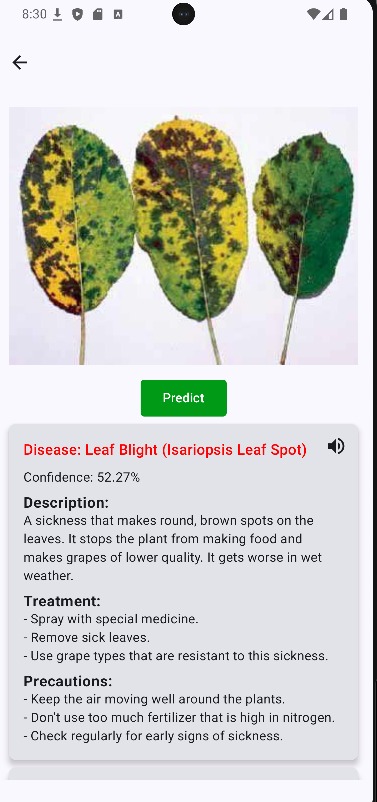 8:30
Predict
Disease: Leaf Blight (Isariopsis Leaf Spot)
Confidence: 52.27%
Description:
A sickness that makes round, brown spots on the
leaves. It stops the plant from making food and
makes grapes of lower quality. It gets worse in wet
weather.
Treatment:
- Spray with special medicine.
- Remove sick leaves.
- Use grape types that are resistant to this sickness.
Precautions:
- Keep the air moving well around the plants.
- Don't use too much fertilizer that is high in nitrogen.
- Check regularly for early signs of sickness.